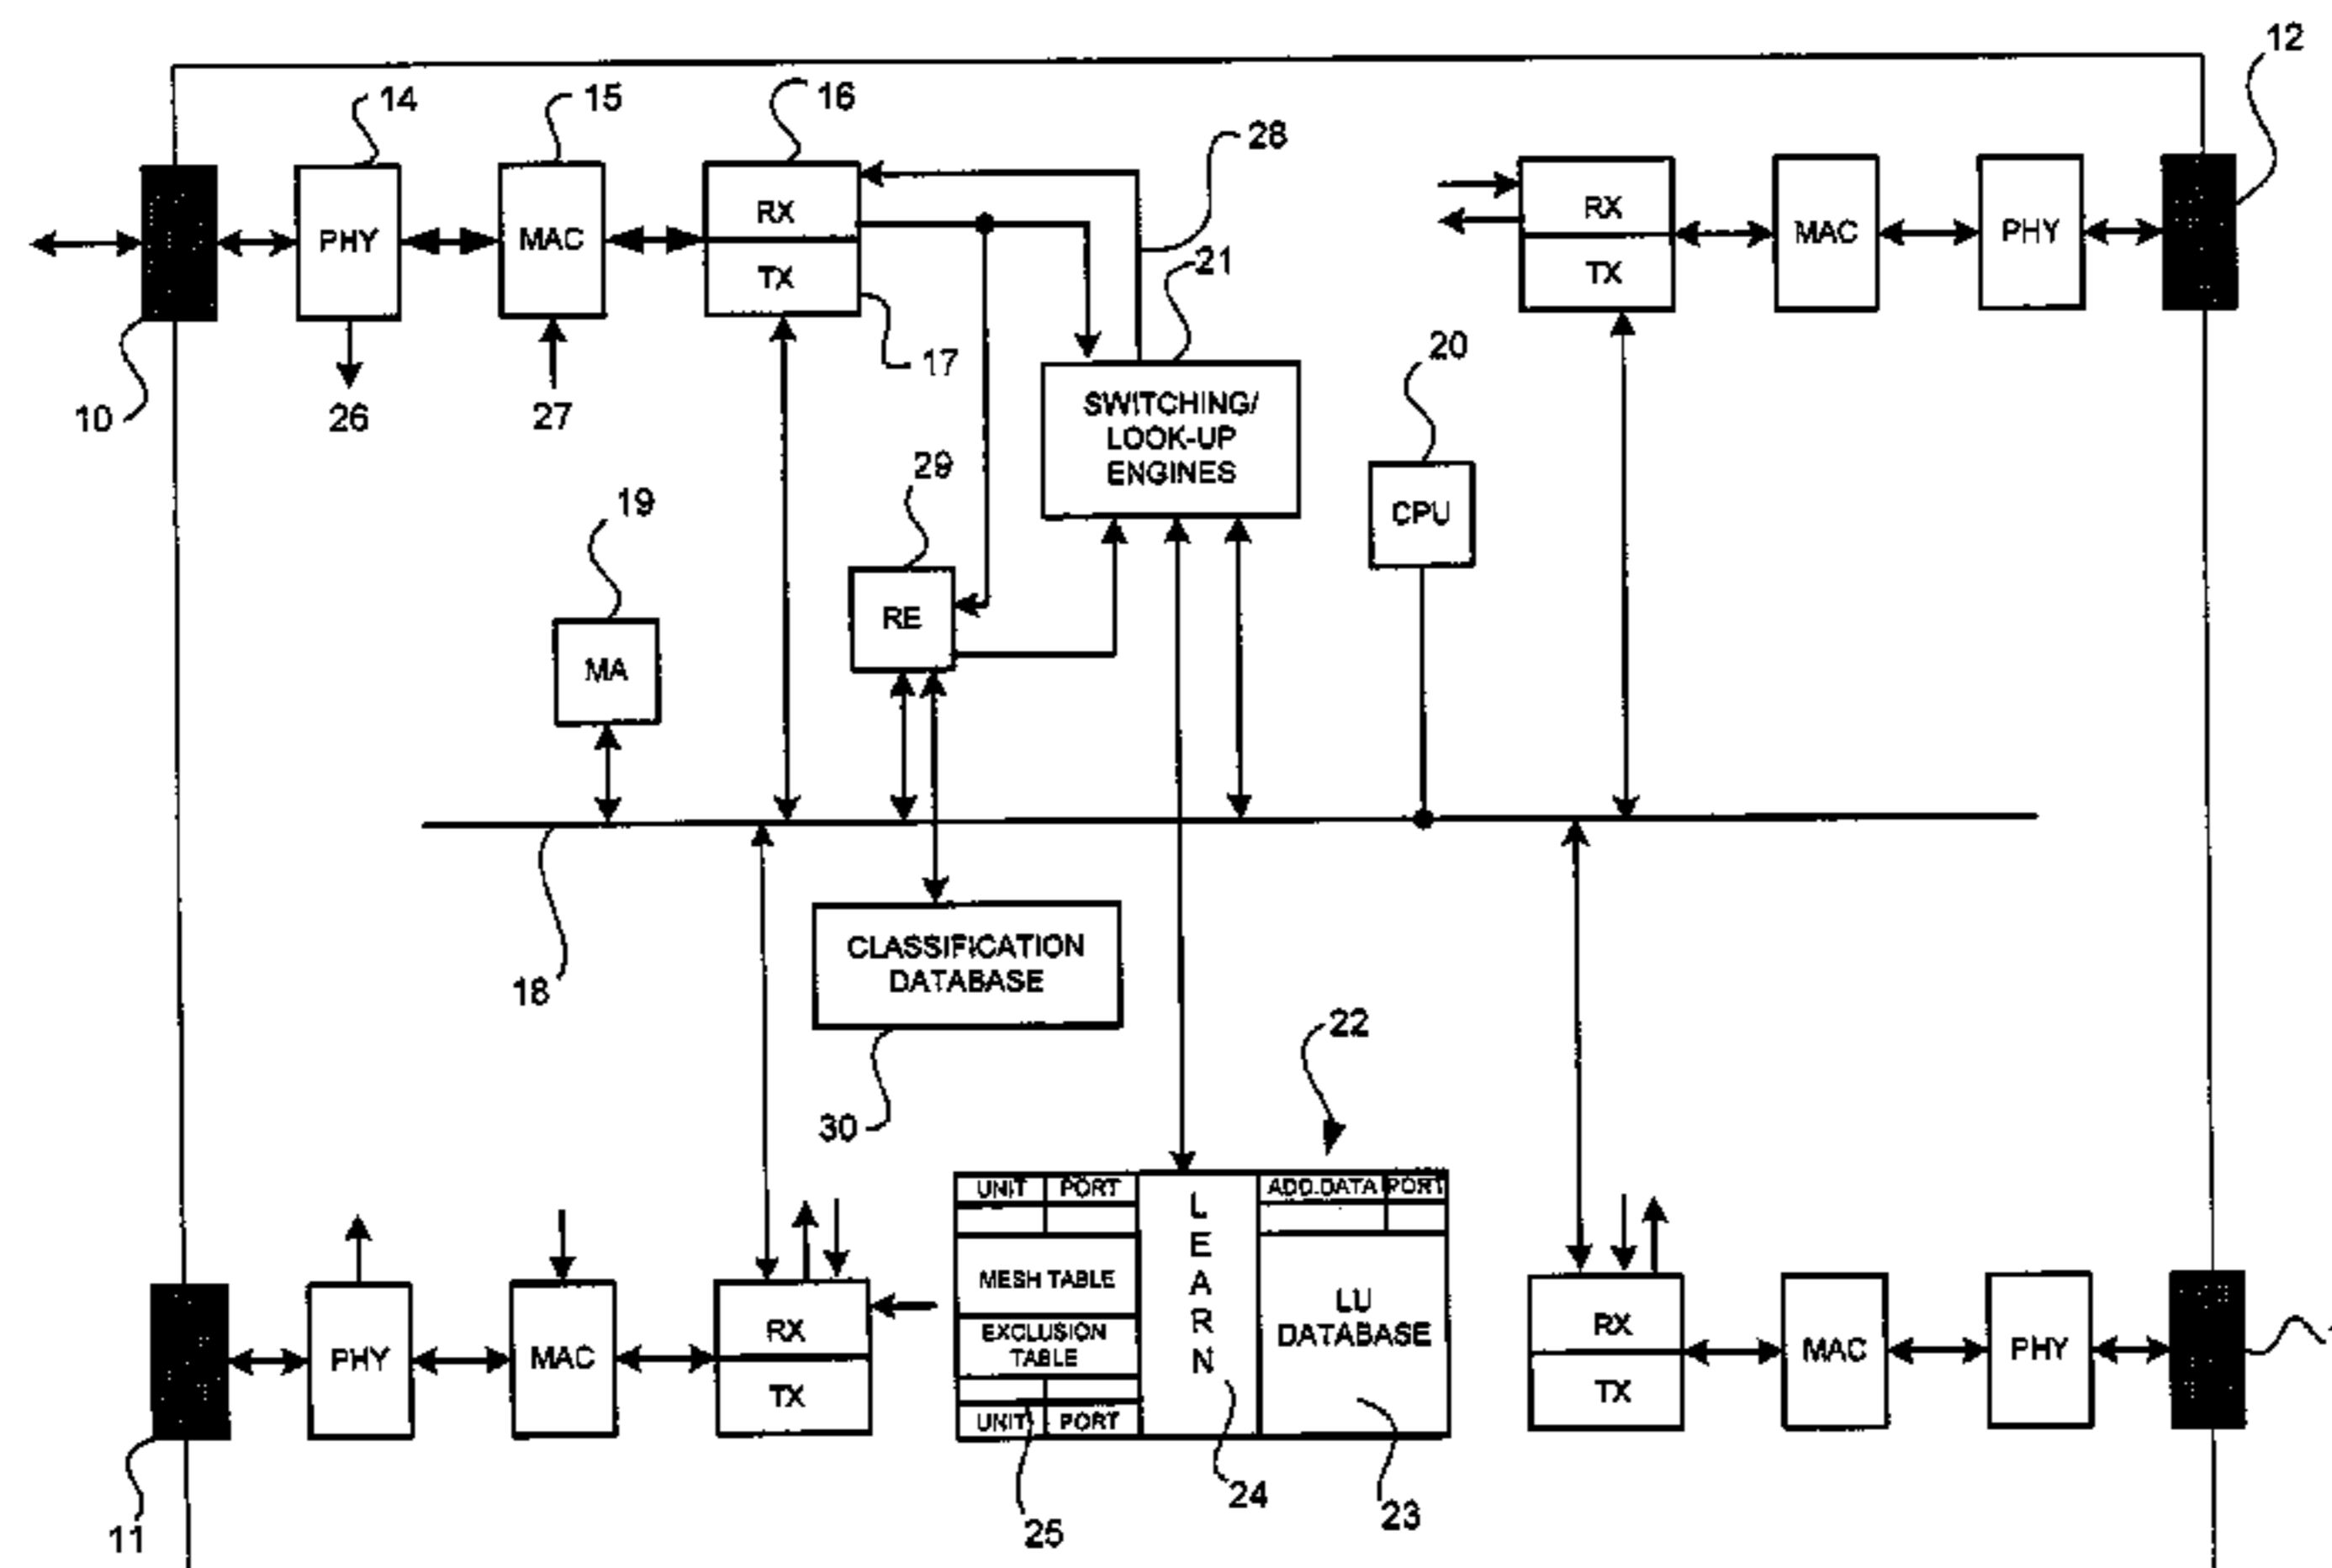 12
14
15
16
28
RX
TX
PHY
MAC
RX
TX
MAC
PHY
21
17
20
10
26
27
SWITCHING/
LOOK-UP
ENGINES
29
CPU
19
RE
MA
18
CLASSIFICATION
DATABASE
22
30
UNIT PORT
L
E
A
R
N
ADD.DATA PORT
MESH TABLE
EXCLUSION
TABLE
UNIT PORT
LU
DATABASE
PHY
MAC
RX
TX
RX
TX
MAC
PHY
11
25
24
23